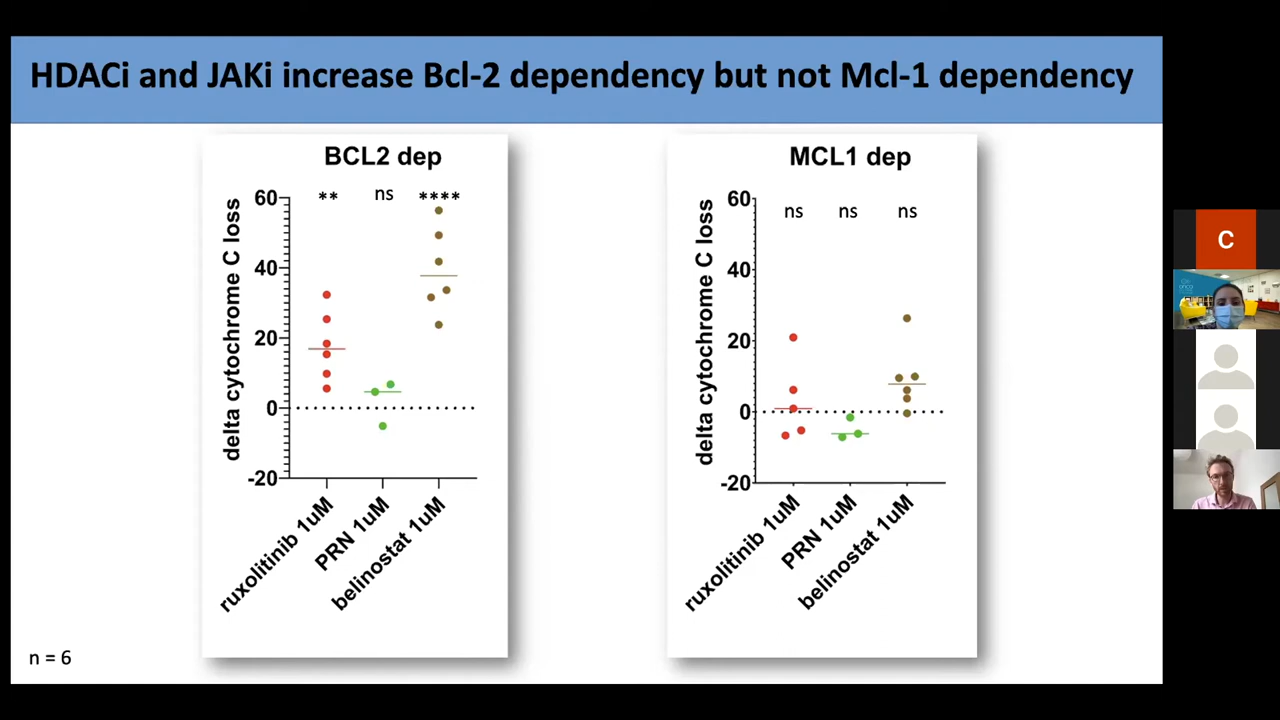 HDACi and JAKi increase Bcl-2 dependency but not Mcl-1 dependency
BCL2 dep
delta cytochrome C loss
60
40
20
0
-20
** ns ****
ruxolitinib 1uM
PRN 1uM
belinostat 1uM
MCL1 dep
delta cytochrome C loss
60
40
20
0
-20
ns ns ns
ruxolitinib 1uM
PRN 1uM
belinostat 1uM
n = 6
C